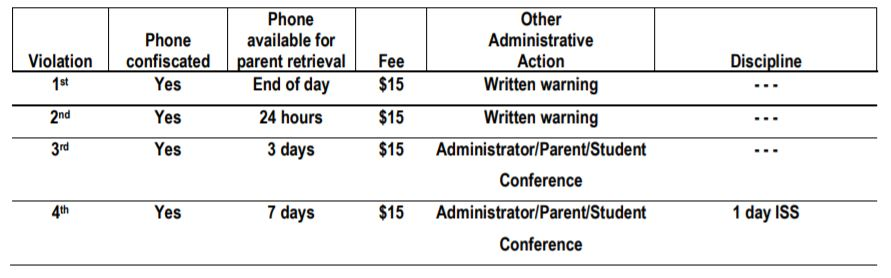 Violation Phone confiscated Phone available for parent retrieval Fee Other Administrative Action Discipline
1st Yes End of day $15 Written warning - - -
2nd Yes 24 hours $15 Written warning - - -
3rd Yes 3 days $15 Administrator/Parent/Student Conference - - -
4th Yes 7 days $15 Administrator/Parent/Student Conference 1 day ISS